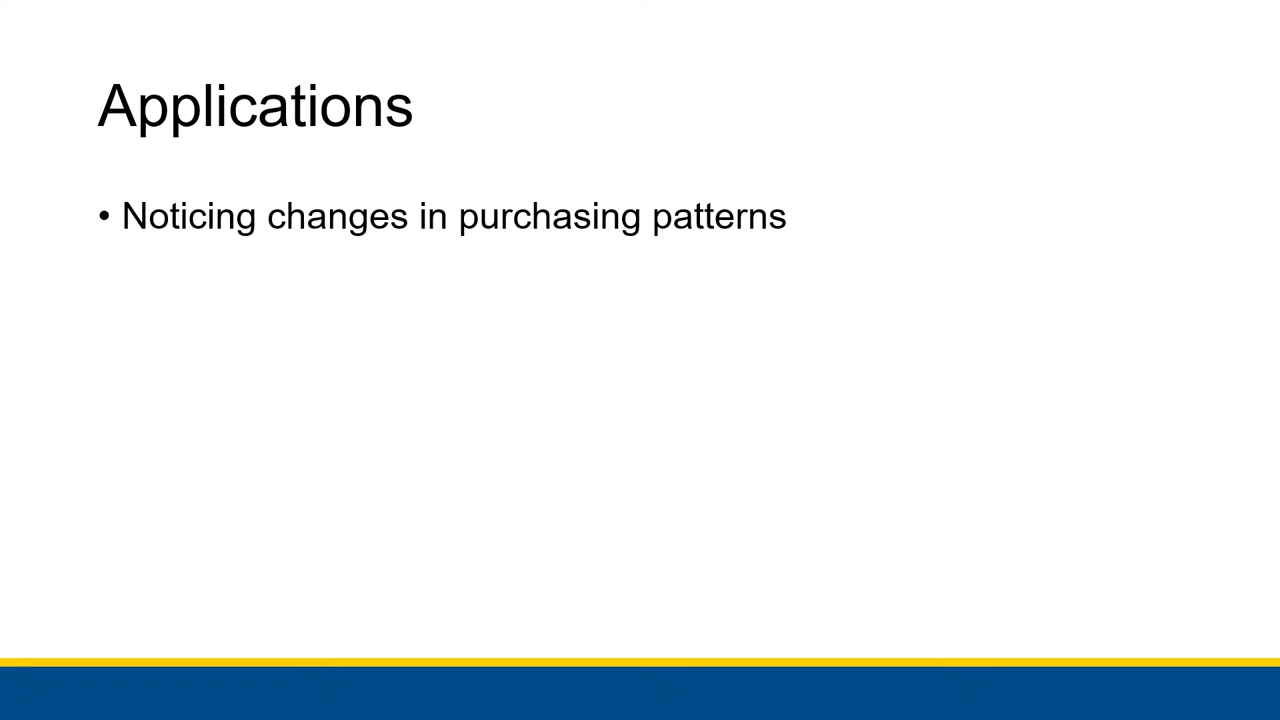 Applications
• Noticing changes in purchasing patterns